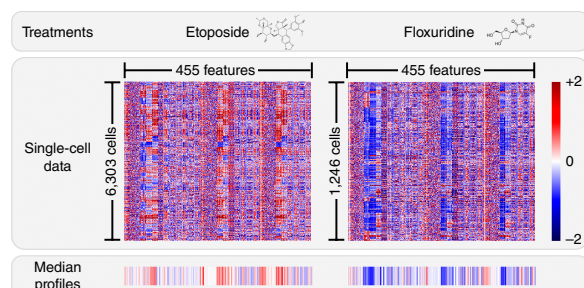 Treatments Etoposide Floxuridine
455 features 455 features
Single-cell
data
6,303 cells
1,246 cells
+2
0
−2
Median
profiles